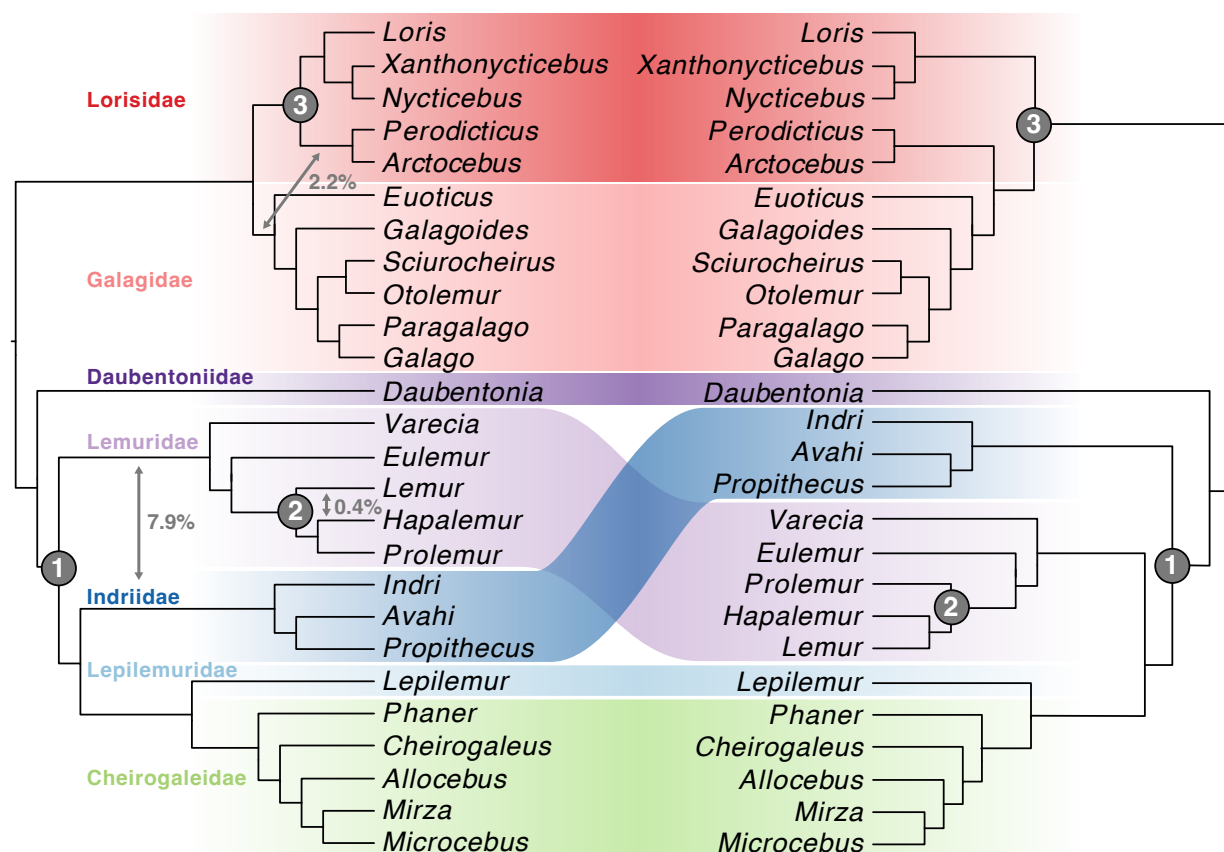 Loris Loris
Xanthonycticebus Xanthonycticebus
Lorisidae
3 Nycticebus Nycticebus 3
Perodicticus Perodicticus
Arctocebus Arctocebus
2.2%
Euoticus Euoticus
Galagoides Galagoides
Sciurocheirus Sciurocheirus
Galagidae
Otolemur Otolemur
Paragalago Paragalago
Galago Galago
Daubentoniidae
Daubentonia Daubentonia
Varecia Indri
Lemuridae
Eulemur Avahi
Lemur Propithecus
2 0.4%
7.9%
Hapalemur Varecia
Prolemur Eulemur
1 1
Indri Prolemur
Indriidae
2
Avahi Hapalemur
Propithecus Lemur
Lepilemuridae
Lepilemur Lepilemur
Phaner Phaner
Cheirogaleus Cheirogaleus
Cheirogaleidae
Allocebus Allocebus
Mirza Mirza
Microcebus Microcebus